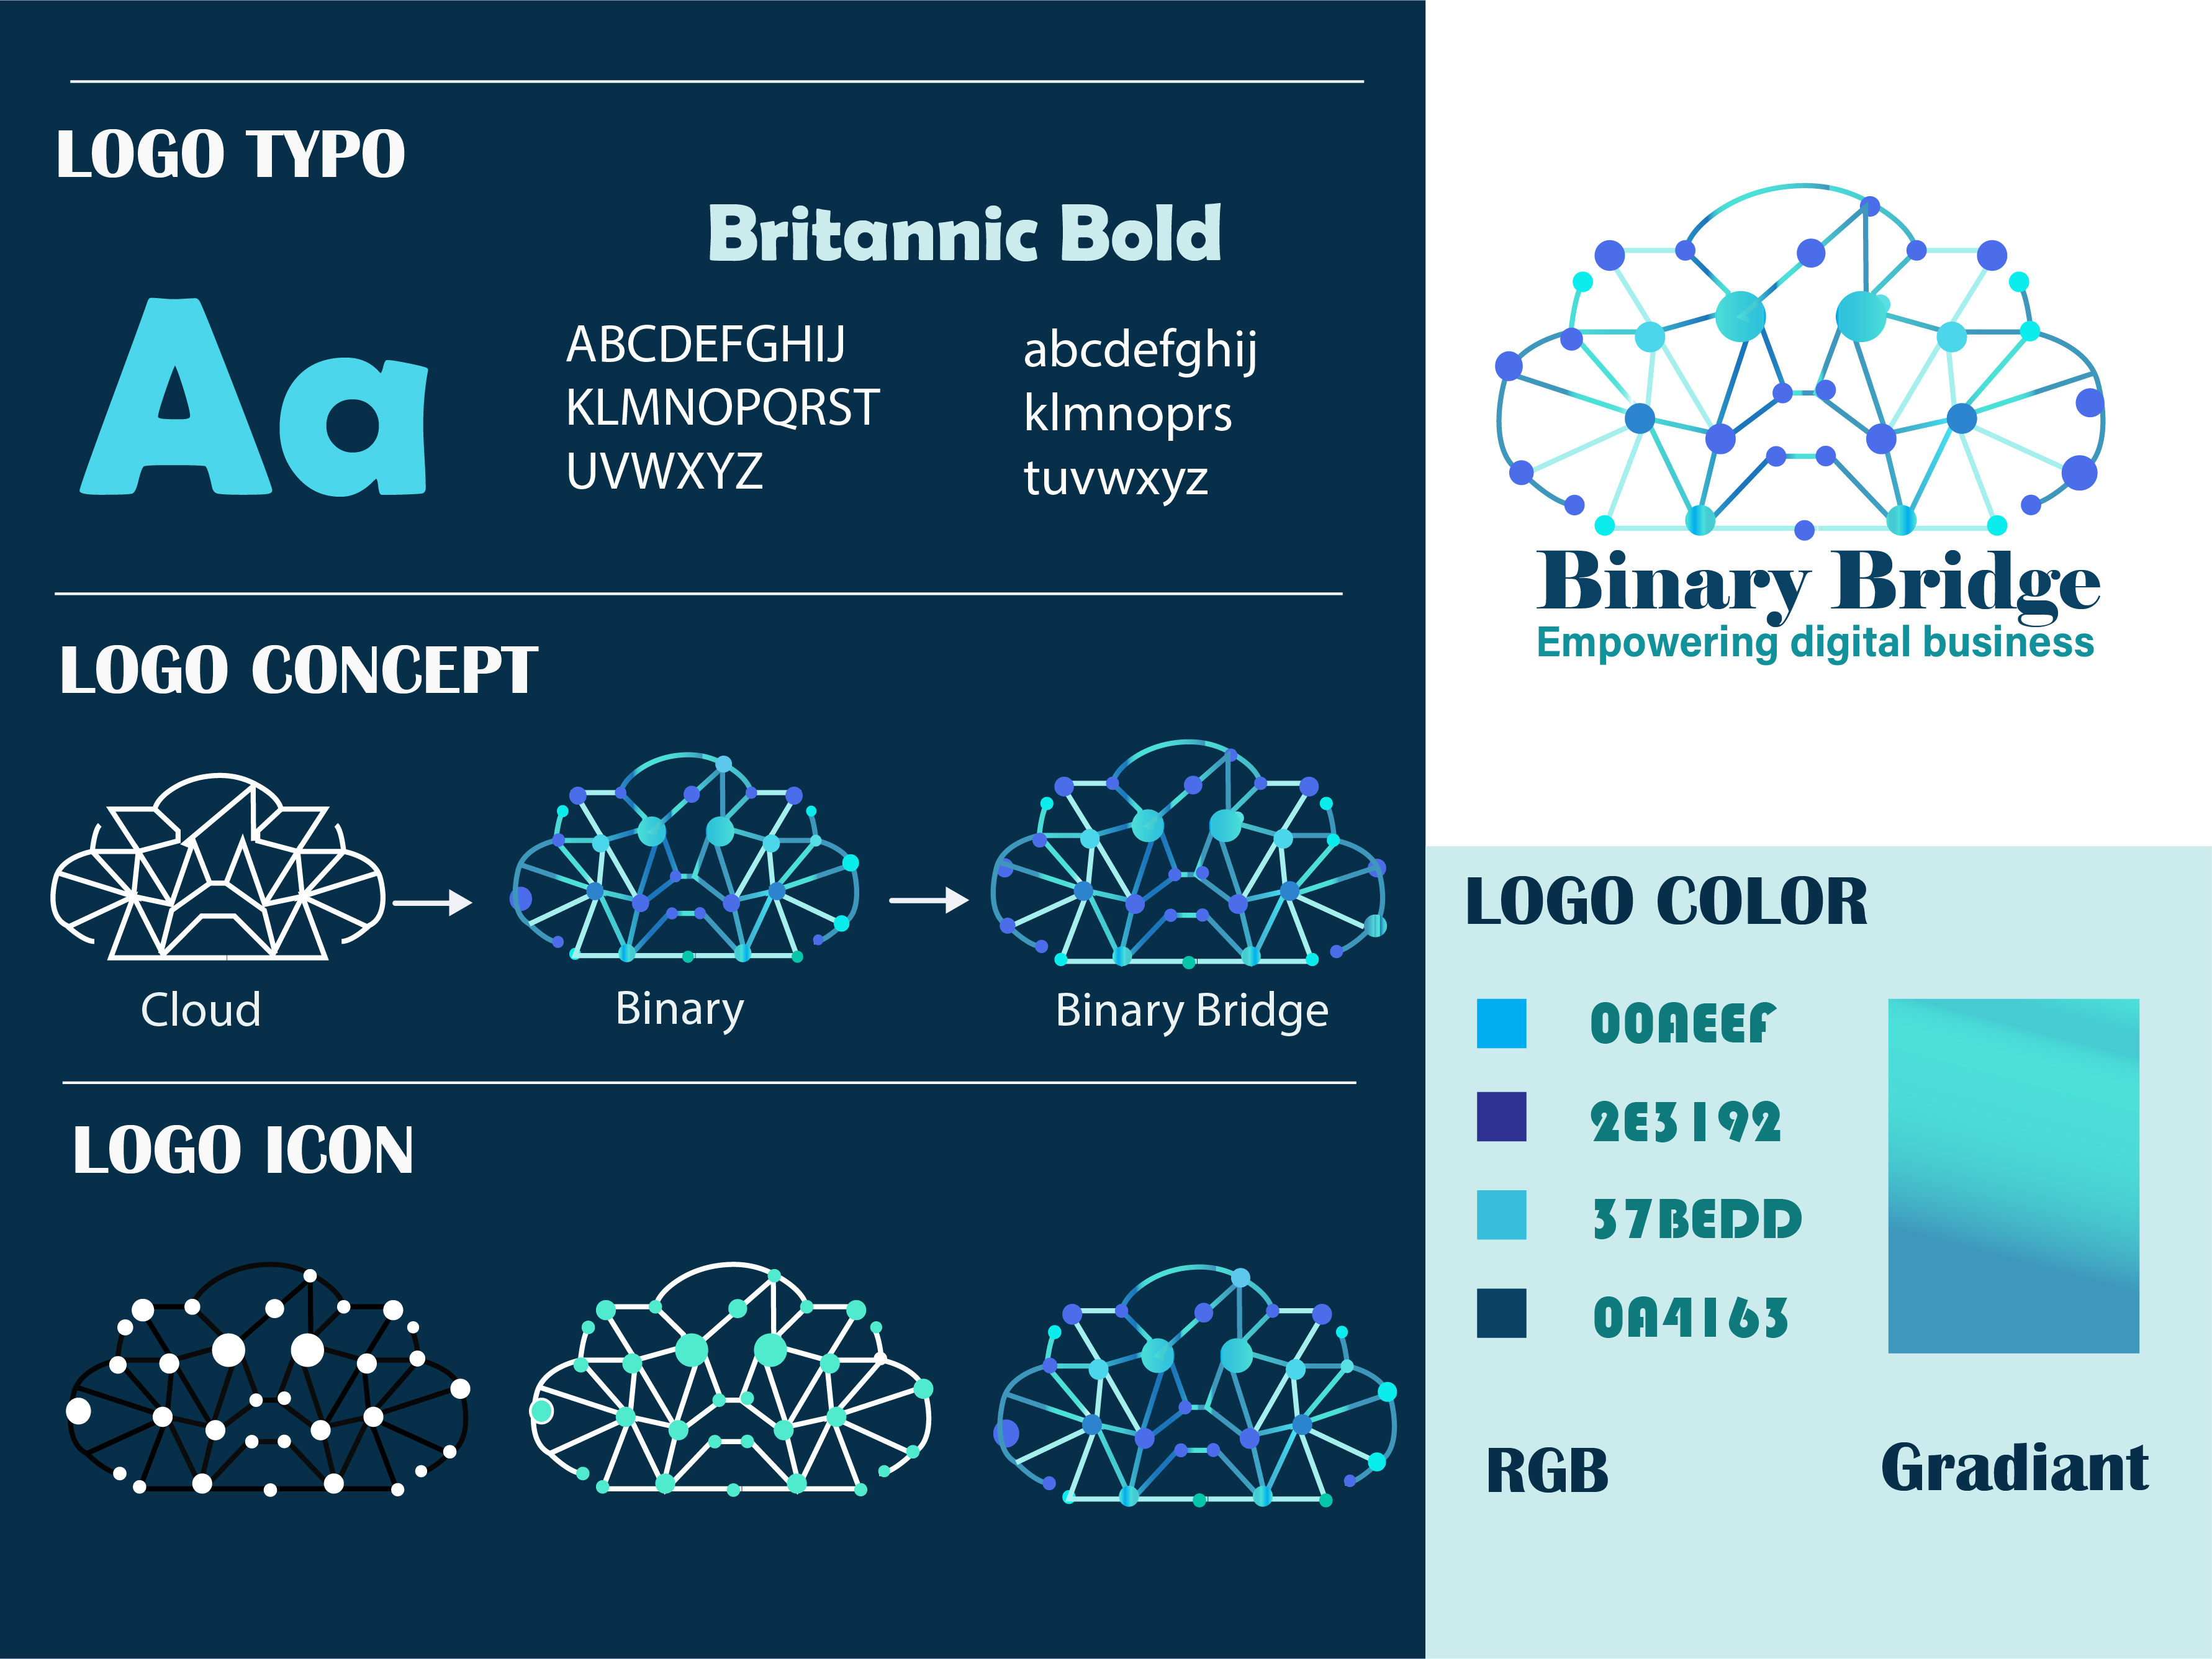 LOGO TYPO
Britannic Bold
Aa
ABCDEFGHIJ
KLMNOPQRST
UVWXYZ
abcdefghij
klmnoprs
tuvwxyz
LOGO CONCEPT
Cloud
Binary
Binary Bridge
LOGO ICON
Binary Bridge
Empowering digital business
LOGO COLOR
00AEEF
2E3192
37BEDD
0A4163
RGB
Gradiant